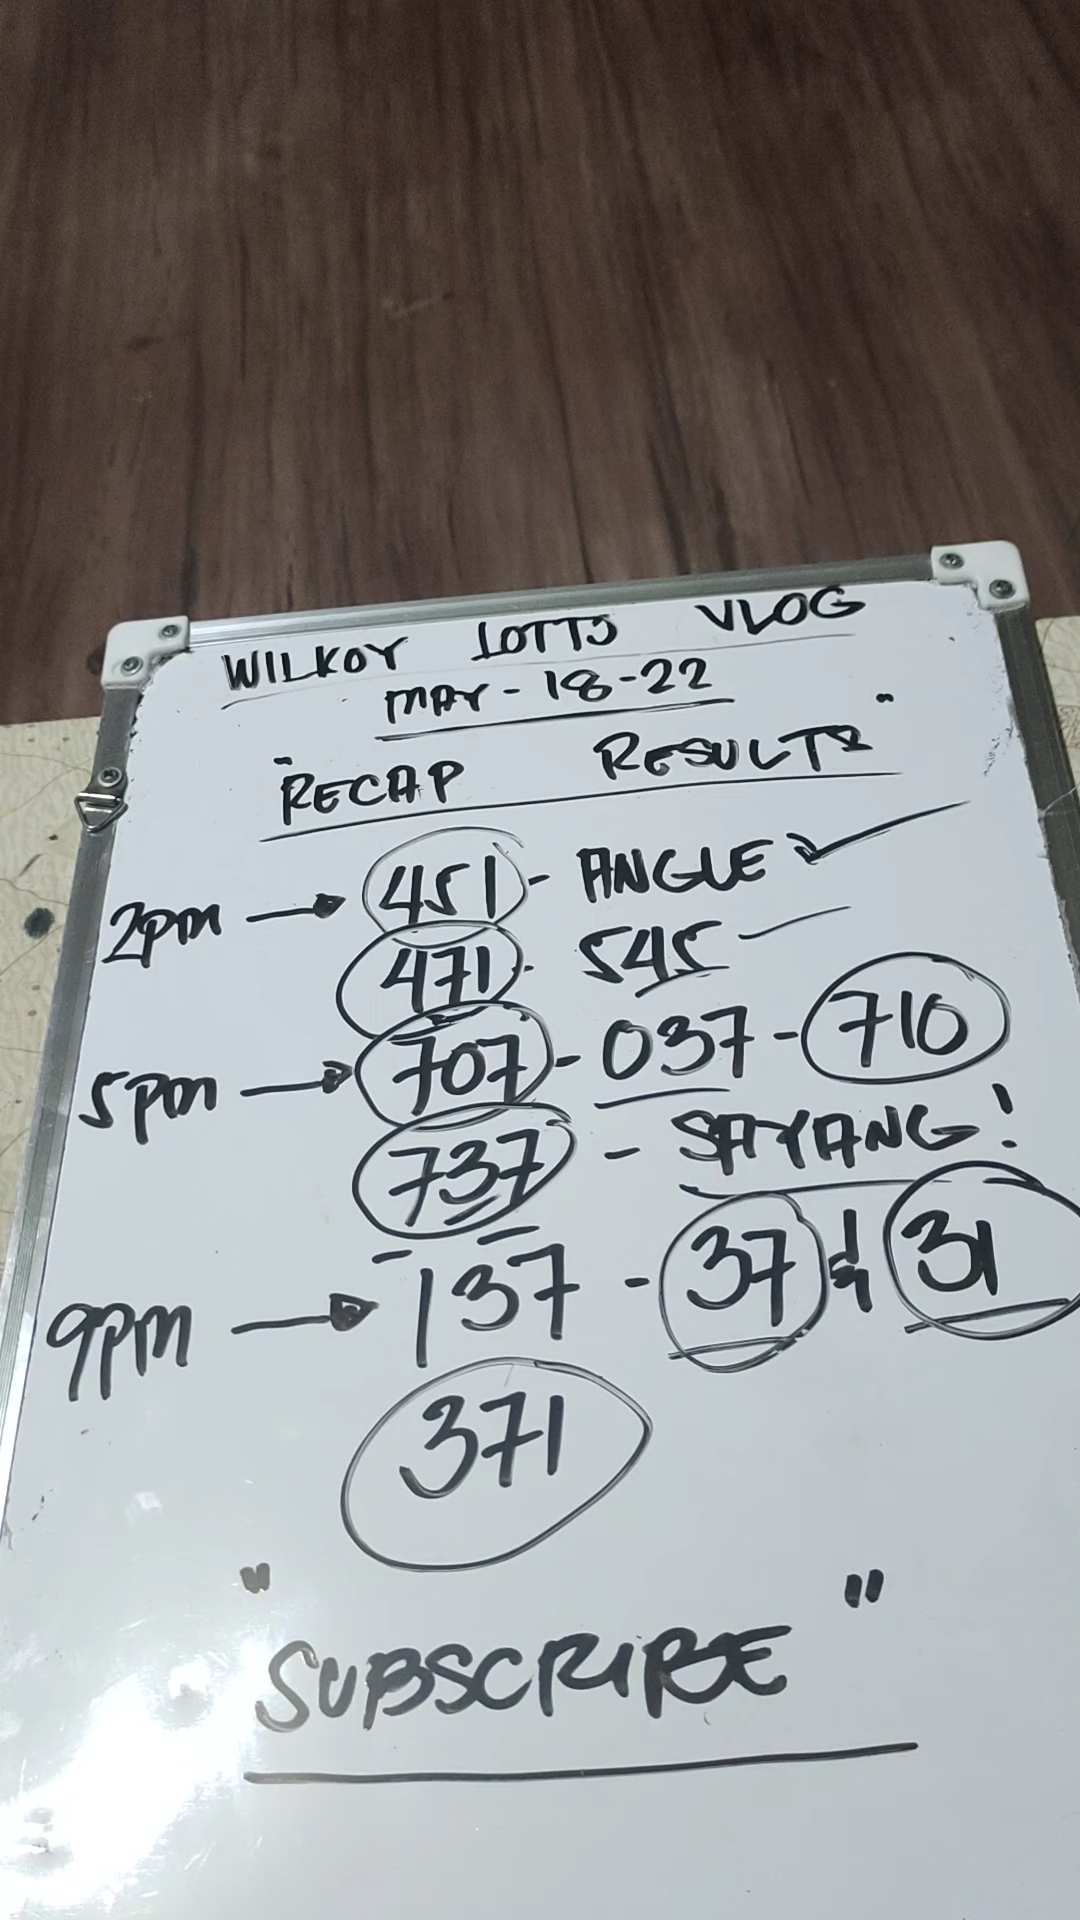 WILKOY LOTTO VLOG
MAY-18-22
"RECAP RESULTS"
2pm → 451 - ANGLE ✓
471 - 545
5pm → 707 - 037 - 710
737 - SAYANG!
9pm → 137 - 37 & 31
371
"SUBSCRIBE"